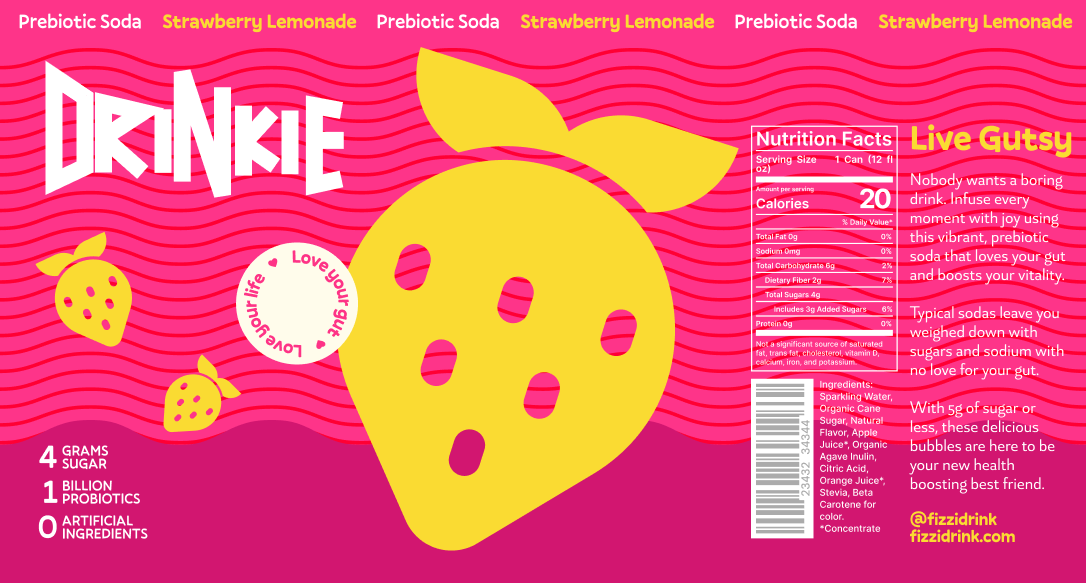 Prebiotic Soda Strawberry Lemonade Prebiotic Soda Strawberry Lemonade Prebiotic Soda Strawberry Lemonade
DRINKIE
Love your gut
Love your life
4 GRAMS
SUGAR
1 BILLION
PROBIOTICS
0 ARTIFICIAL
INGREDIENTS
Nutrition Facts
Serving Size 1 Can (12 fl
oz)
Amount per serving
Calories 20
% Daily Value*
Total Fat 0g 0%
Sodium 0mg 0%
Total Carbohydrate 6g 2%
Dietary Fiber 2g 7%
Total Sugars 4g
Includes 3g Added Sugars 6%
Protein 0g 0%
Not a significant source of saturated
fat, trans fat, cholesterol, vitamin D,
calcium, iron, and potassium.
23432 34344
Ingredients:
Sparkling Water,
Organic Cane
Sugar, Natural
Flavor, Apple
Juice*, Organic
Agave Inulin,
Citric Acid,
Orange Juice*,
Stevia, Beta
Carotene for
color.
*Concentrate
Live Gutsy
Nobody wants a boring
drink. Infuse every
moment with joy using
this vibrant, prebiotic
soda that loves your gut
and boosts your vitality.
Typical sodas leave you
weighed down with
sugars and sodium with
no love for your gut.
With 5g of sugar or
less, these delicious
bubbles are here to be
your new health
boosting best friend.
@fizzidrink
fizzidrink.com